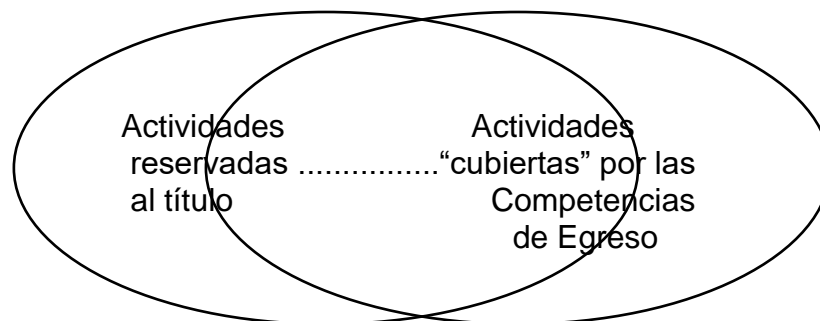 Actividades Actividades
reservadas ................“cubiertas” por las
al título Competencias
de Egreso